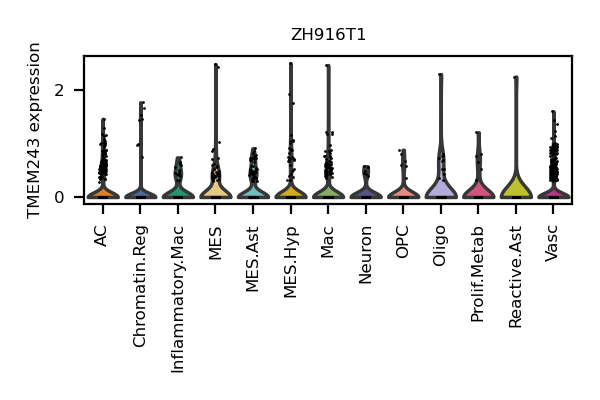 ZH916T1
TMEM243 expression
2
0
AC
Chromatin.Reg
Inflammatory.Mac
MES
MES.Ast
MES.Hyp
Mac
Neuron
OPC
Oligo
Prolif.Metab
Reactive.Ast
Vasc